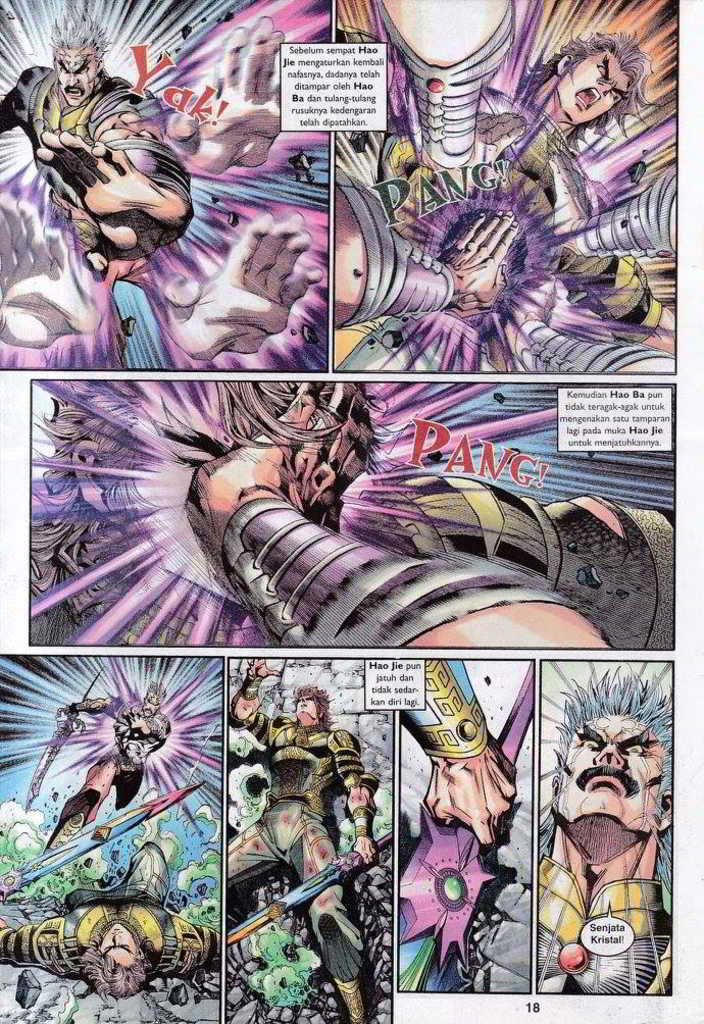 Yak!
Sebelum sempat Hao
Jie mengaturkan kembali
nafasnya, dadanya telah
ditampar oleh Hao
Ba dan tulang-tulang
rusuknya kedengaran
telah dipatahkan.
PANG!
Kemudian Hao Ba pun
tidak teragak-agak untuk
mengenakan satu tamparan
lagi pada muka Hao Jie
untuk menjatuhkannya.
PANG!
Hao Jie pun
jatuh dan
tidak sedar-
kan diri lagi.
Senjata
Kristal!
18